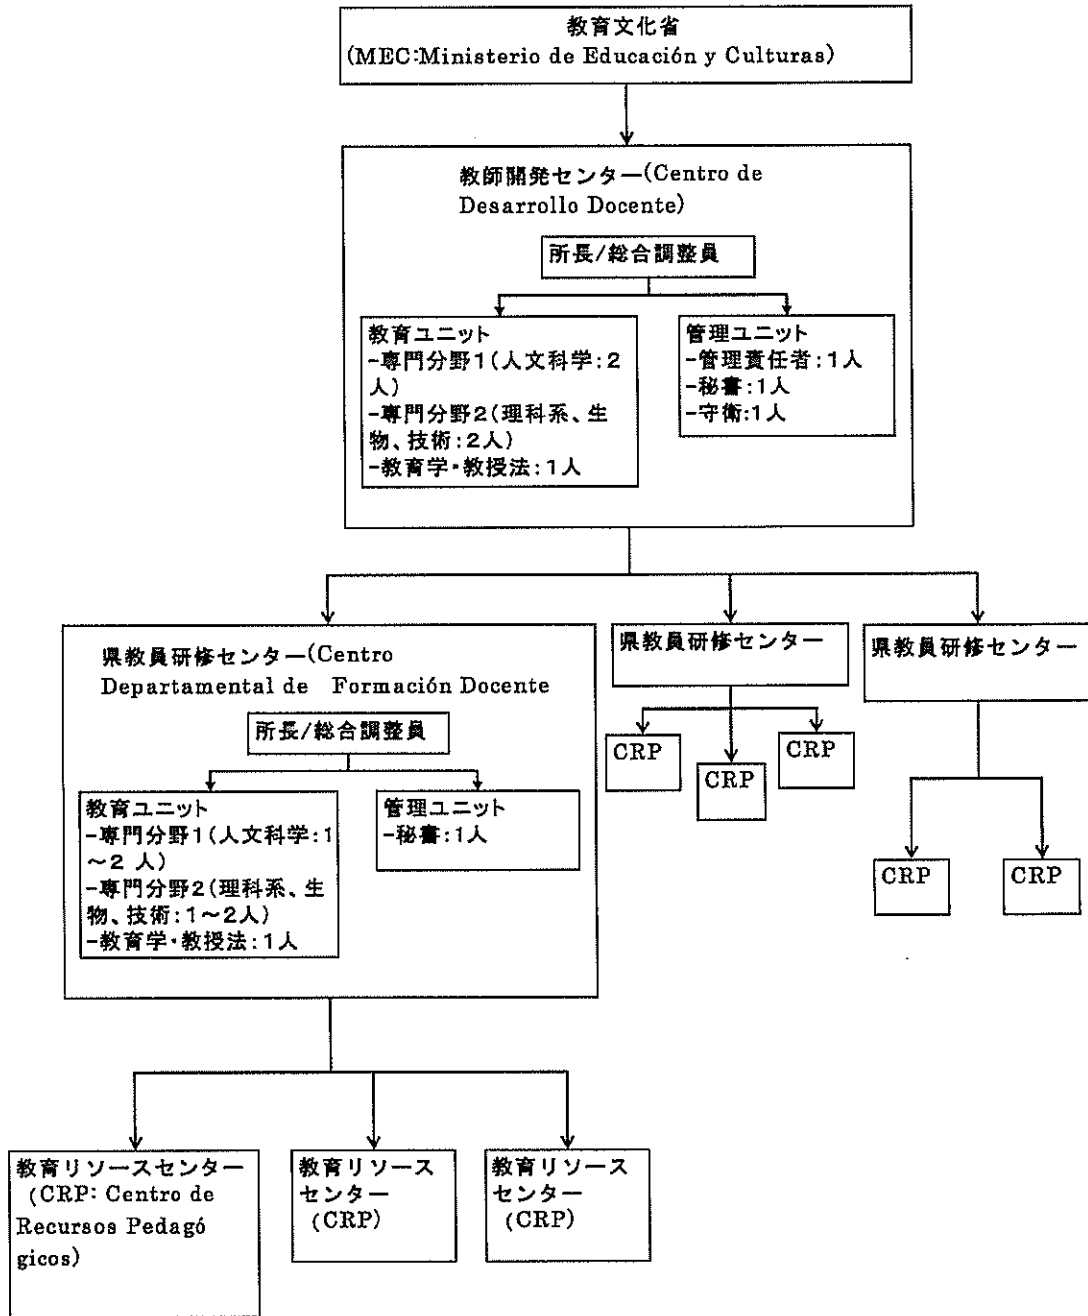 教育文化省
(MEC:Ministerio de Educación y Culturas)
教師開発センター(Centro de
Desarrollo Docente)
所長/総合調整員
教育ユニット
-専門分野1(人文科学:2
人)
-専門分野2(理科系、生
物、技術:2人)
-教育学・教授法:1人
管理ユニット
-管理責任者:1人
-秘書:1人
-守衛:1人
県教員研修センター(Centro
Departamental de Formación Docente
所長/総合調整員
教育ユニット
-専門分野1(人文科学:1
~2 人)
-専門分野2(理科系、生
物、技術:1~2人)
-教育学・教授法:1人
管理ユニット
-秘書:1人
県教員研修センター
CRP
CRP
CRP
県教員研修センター
CRP
CRP
教育リソースセンター
(CRP: Centro de
Recursos Pedagó
gicos)
教育リソース
センター
(CRP)
教育リソース
センター
(CRP)